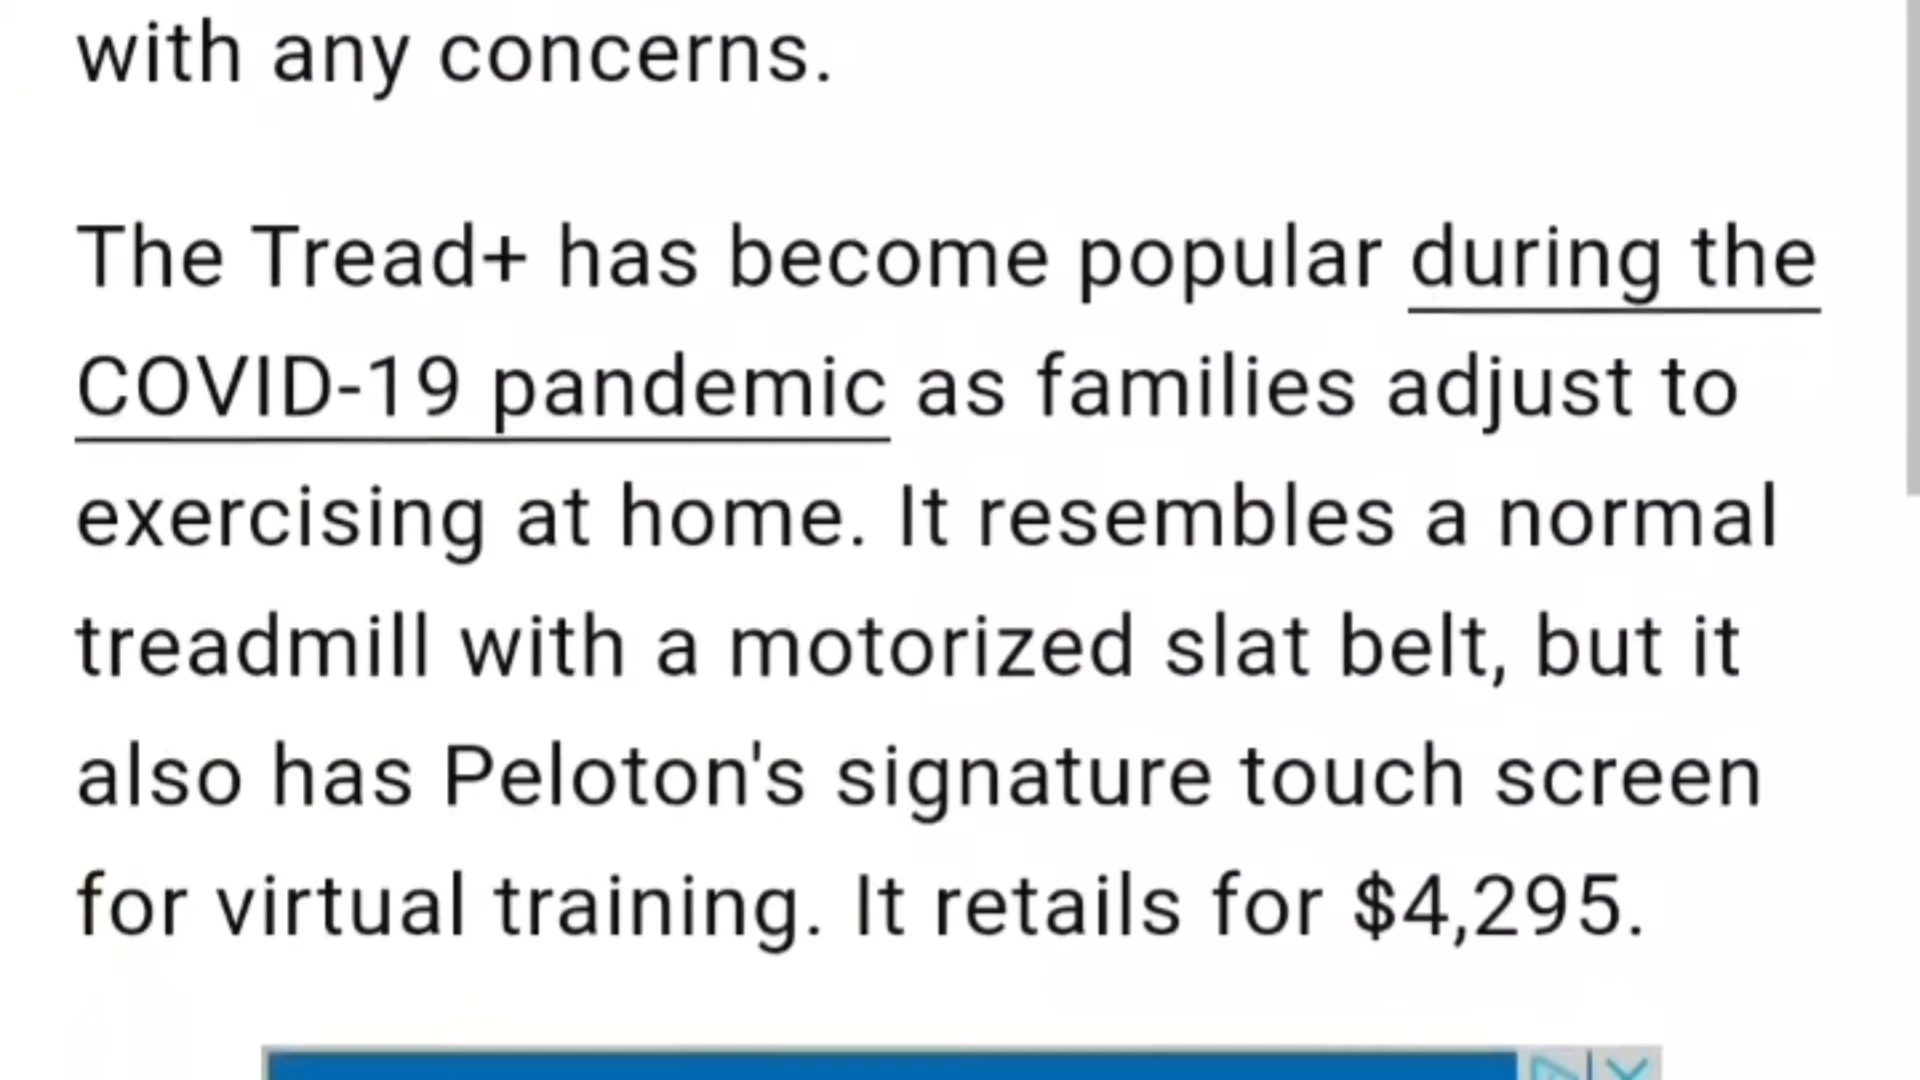 with any concerns.
The Tread+ has become popular during the
COVID-19 pandemic as families adjust to
exercising at home. It resembles a normal
treadmill with a motorized slat belt, but it
also has Peloton's signature touch screen
for virtual training. It retails for $4,295.